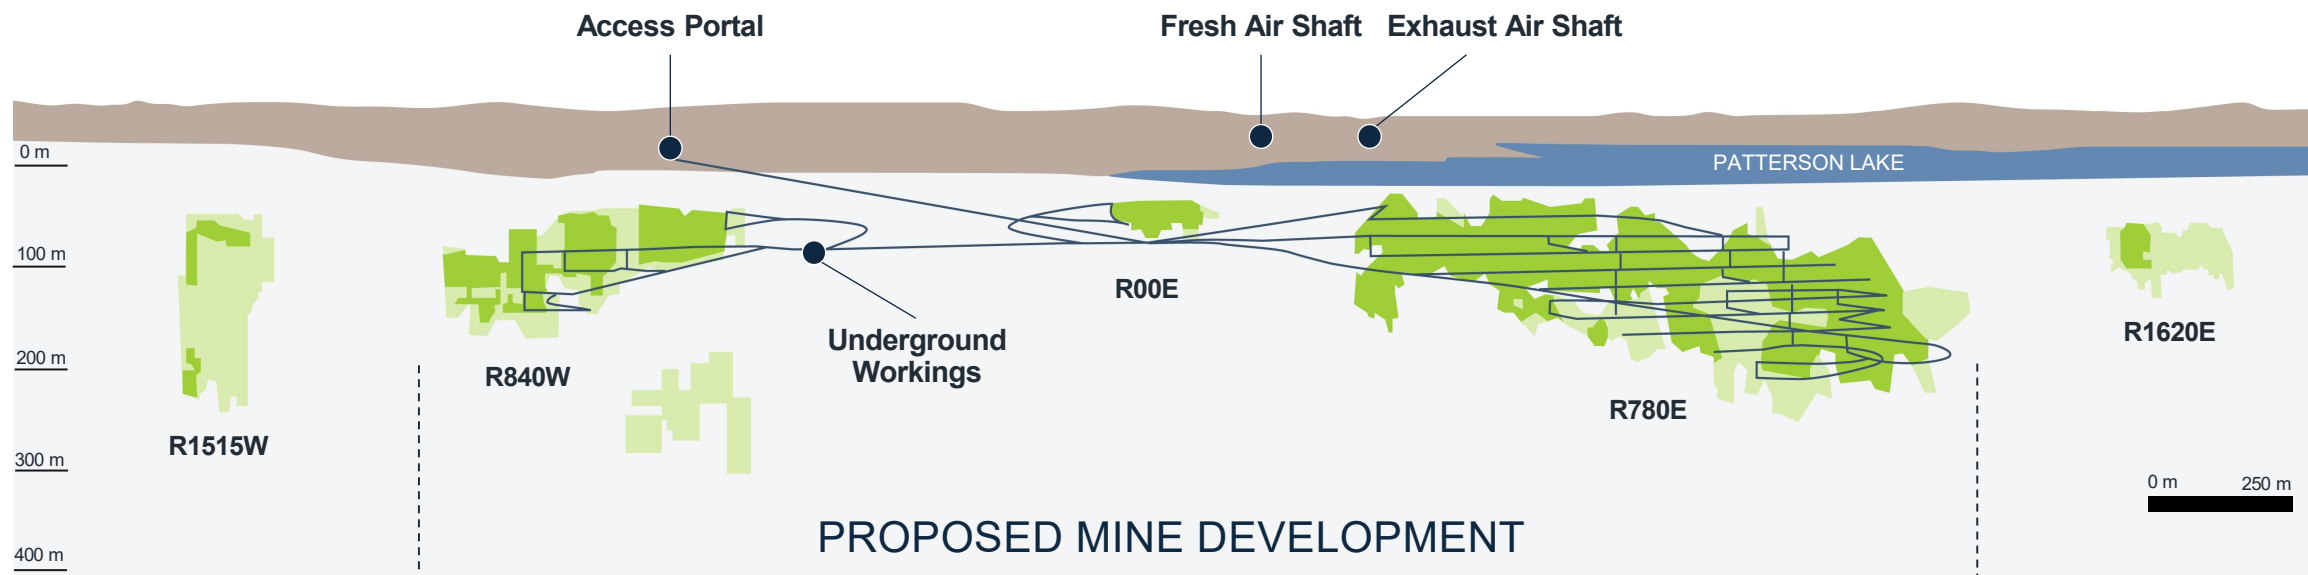 Access Portal
Fresh Air Shaft
Exhaust Air Shaft
0 m
PATTERSON LAKE
100 m
R00E
Underground
Workings
R1620E
200 m
R840W
R780E
R1515W
300 m
0 m
250 m
PROPOSED MINE DEVELOPMENT
400 m